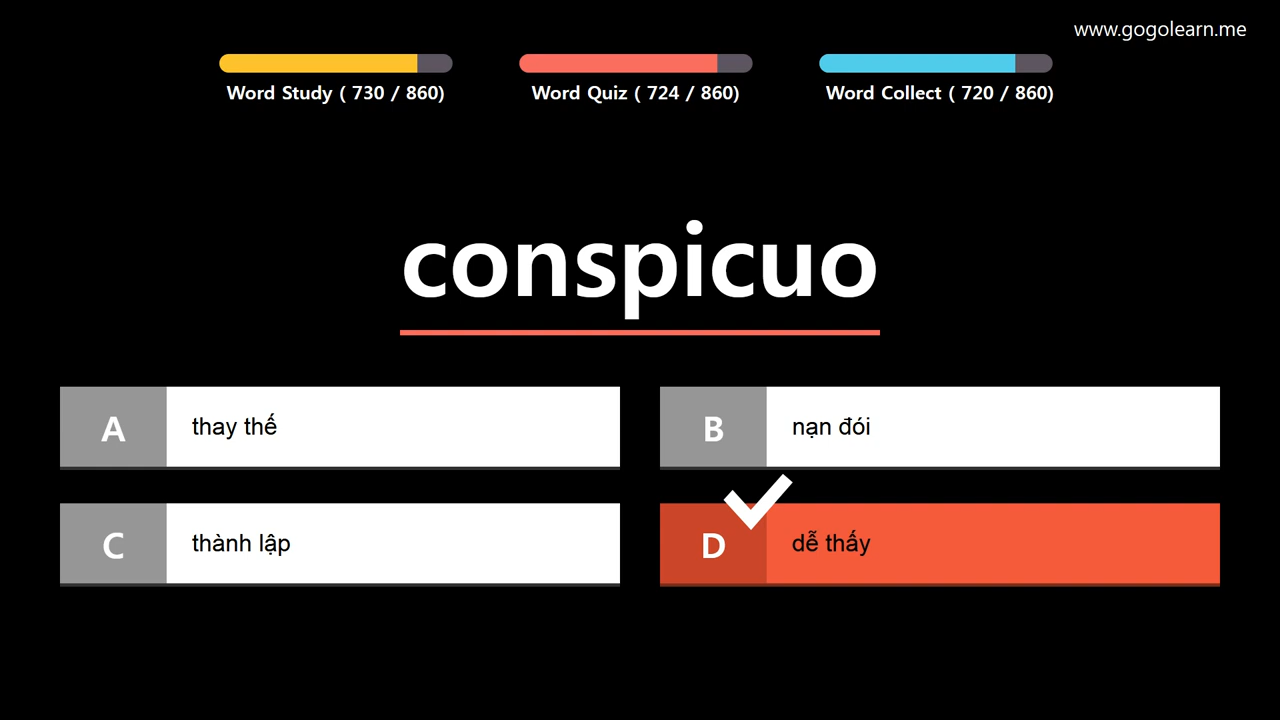 www.gogolearn.me
Word Study ( 730 / 860)
Word Quiz ( 724 / 860)
Word Collect ( 720 / 860)
conspicuo
A
thay thế
B
nạn đói
C
thành lập
D
dễ thấy